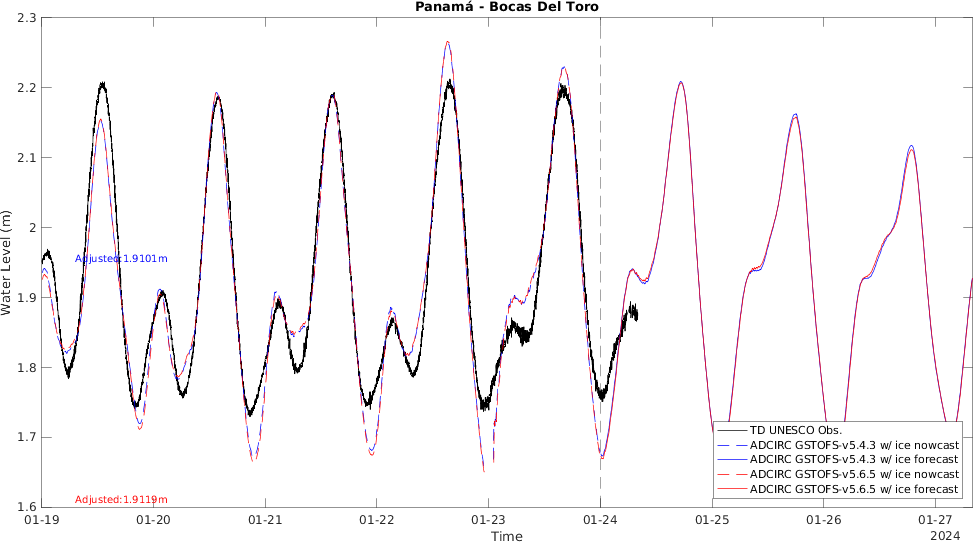 Panamá - Bocas Del Toro
2.3
2.2
2.1
2
1.9
1.8
1.7
1.6
Water Level (m)
Adjusted:1.9101m
Adjusted:1.9119m
TD UNESCO Obs.
ADCIRC GSTOFS-v5.4.3 w/ ice nowcast
ADCIRC GSTOFS-v5.4.3 w/ ice forecast
ADCIRC GSTOFS-v5.6.5 w/ ice nowcast
ADCIRC GSTOFS-v5.6.5 w/ ice forecast
01-19 01-20 01-21 01-22 01-23 01-24 01-25 01-26 01-27
Time
2024